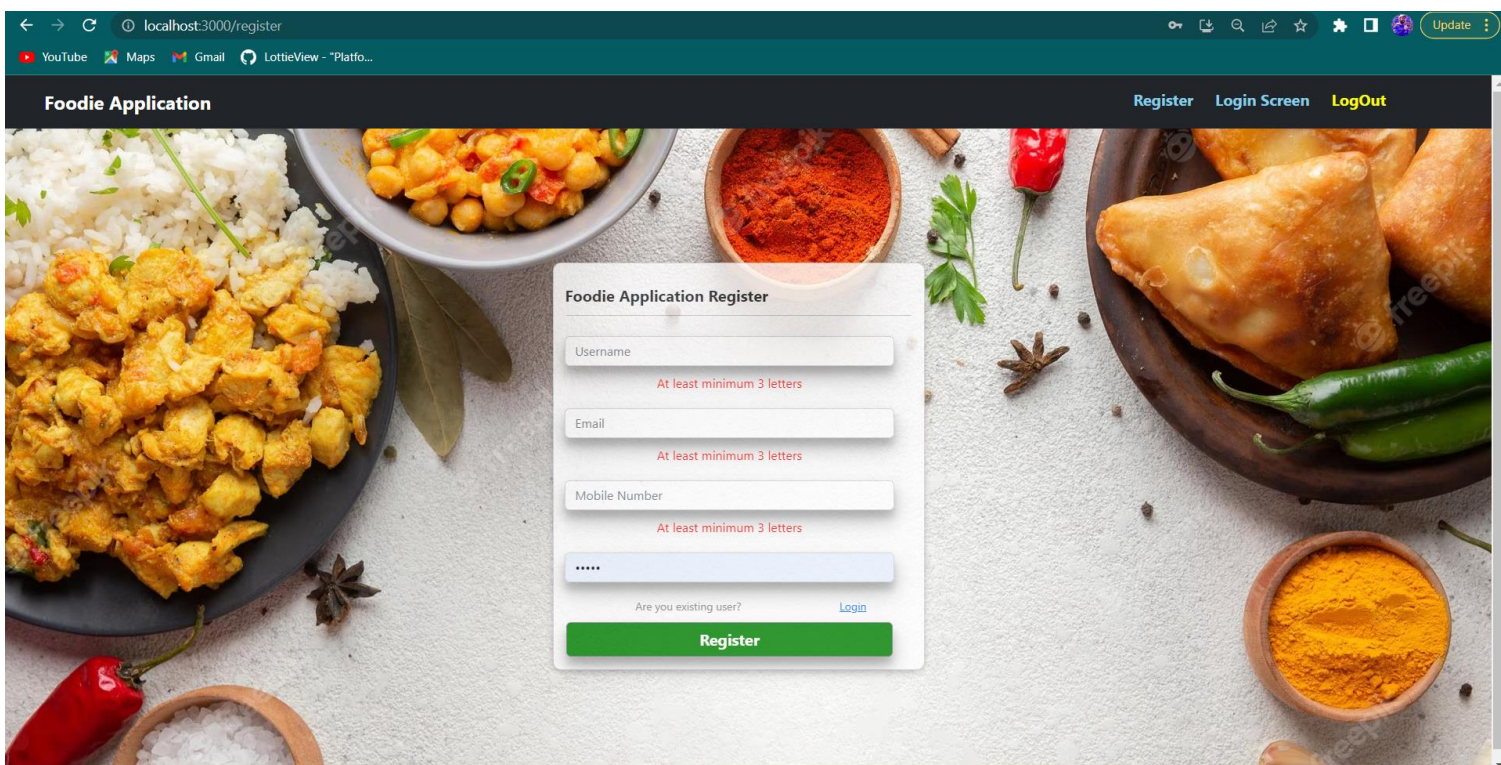 localhost:3000/register
Update
YouTube Maps Gmail LottieView - "Platfo...
Foodie Application
Register Login Screen LogOut
Foodie Application Register
Username
At least minimum 3 letters
Email
At least minimum 3 letters
Mobile Number
At least minimum 3 letters
•••••
Are you existing user? Login
Register
freepik
freepik